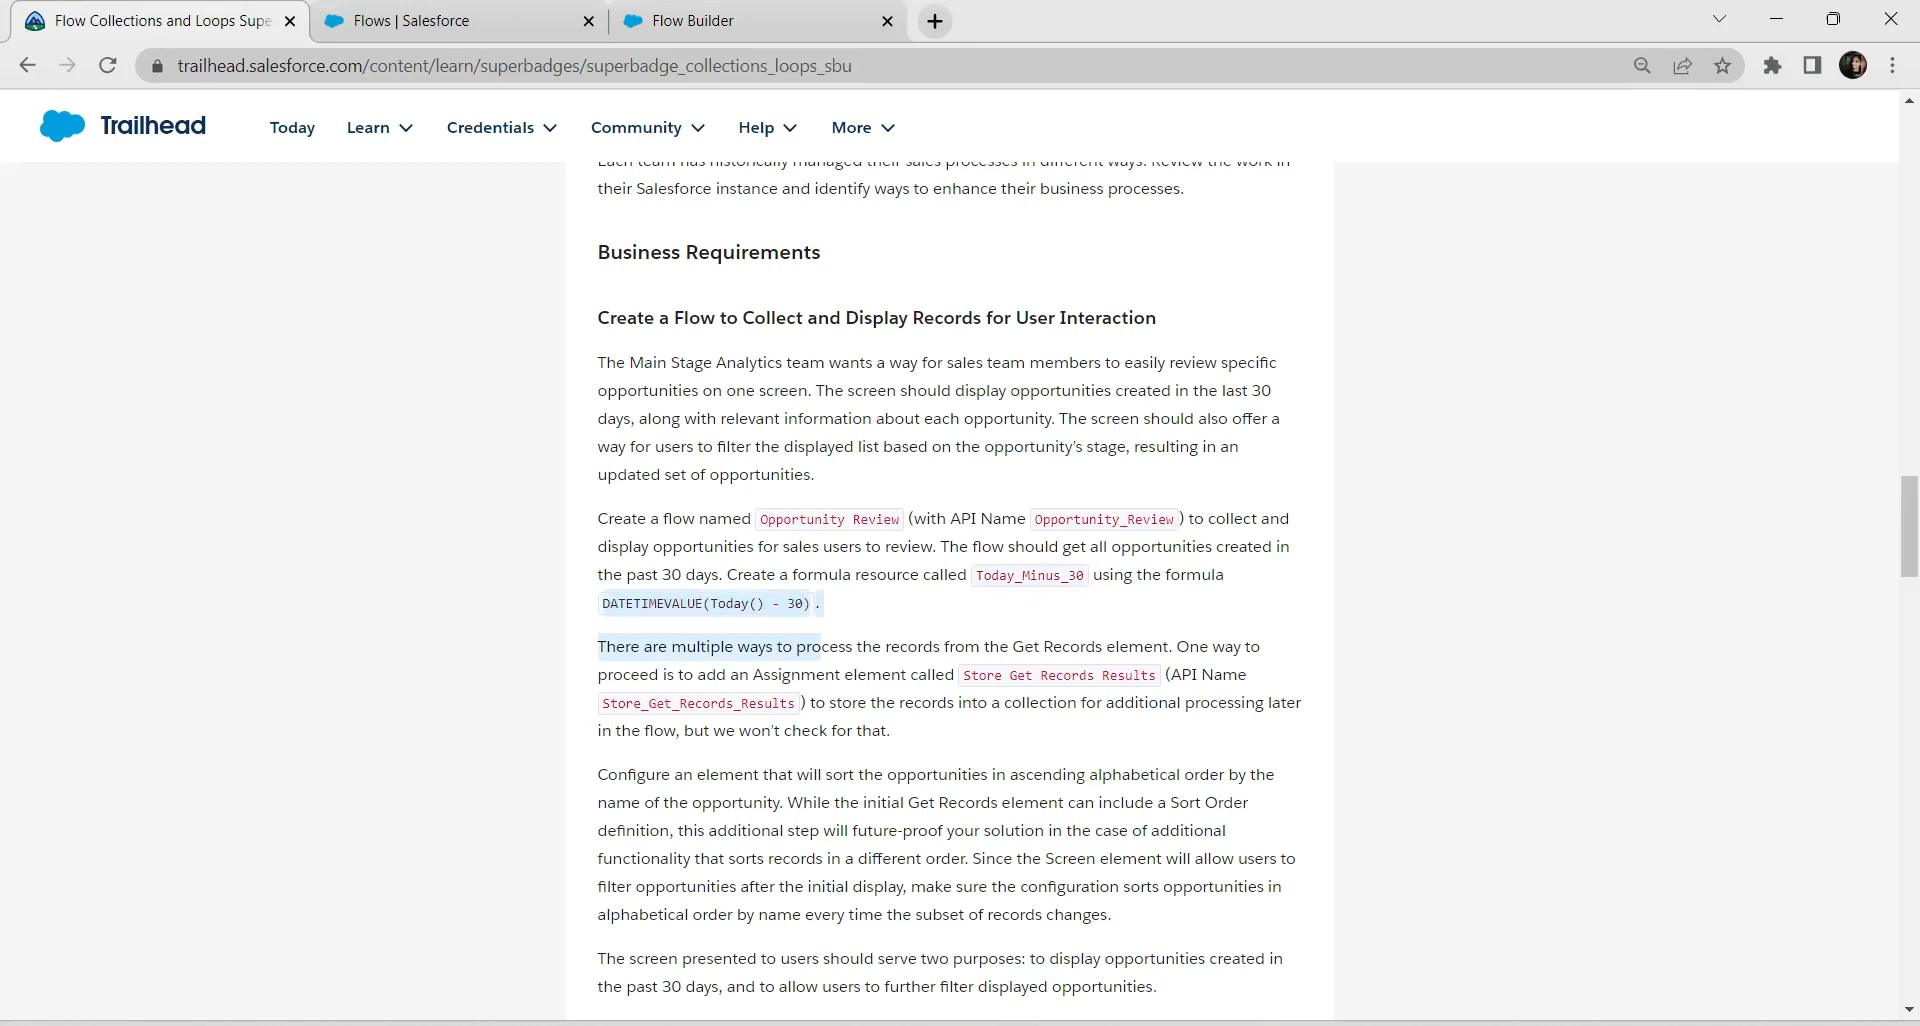 Flow Collections and Loops Supe
Flows | Salesforce
Flow Builder
trailhead.salesforce.com/content/learn/superbadges/superbadge_collections_loops_sbu
Trailhead
Today Learn Credentials Community Help More
Each team has historically managed their sales processes in different ways. Review the work in
their Salesforce instance and identify ways to enhance their business processes.
Business Requirements
Create a Flow to Collect and Display Records for User Interaction
The Main Stage Analytics team wants a way for sales team members to easily review specific
opportunities on one screen. The screen should display opportunities created in the last 30
days, along with relevant information about each opportunity. The screen should also offer a
way for users to filter the displayed list based on the opportunity's stage, resulting in an
updated set of opportunities.
Create a flow named Opportunity Review (with API Name Opportunity_Review) to collect and
display opportunities for sales users to review. The flow should get all opportunities created in
the past 30 days. Create a formula resource called Today_Minus_30 using the formula
DATETIMEVALUE(Today() - 30) .
There are multiple ways to process the records from the Get Records element. One way to
proceed is to add an Assignment element called Store Get Records Results (API Name
Store_Get_Records_Results) to store the records into a collection for additional processing later
in the flow, but we won't check for that.
Configure an element that will sort the opportunities in ascending alphabetical order by the
name of the opportunity. While the initial Get Records element can include a Sort Order
definition, this additional step will future-proof your solution in the case of additional
functionality that sorts records in a different order. Since the Screen element will allow users to
filter opportunities after the initial display, make sure the configuration sorts opportunities in
alphabetical order by name every time the subset of records changes.
The screen presented to users should serve two purposes: to display opportunities created in
the past 30 days, and to allow users to further filter displayed opportunities.